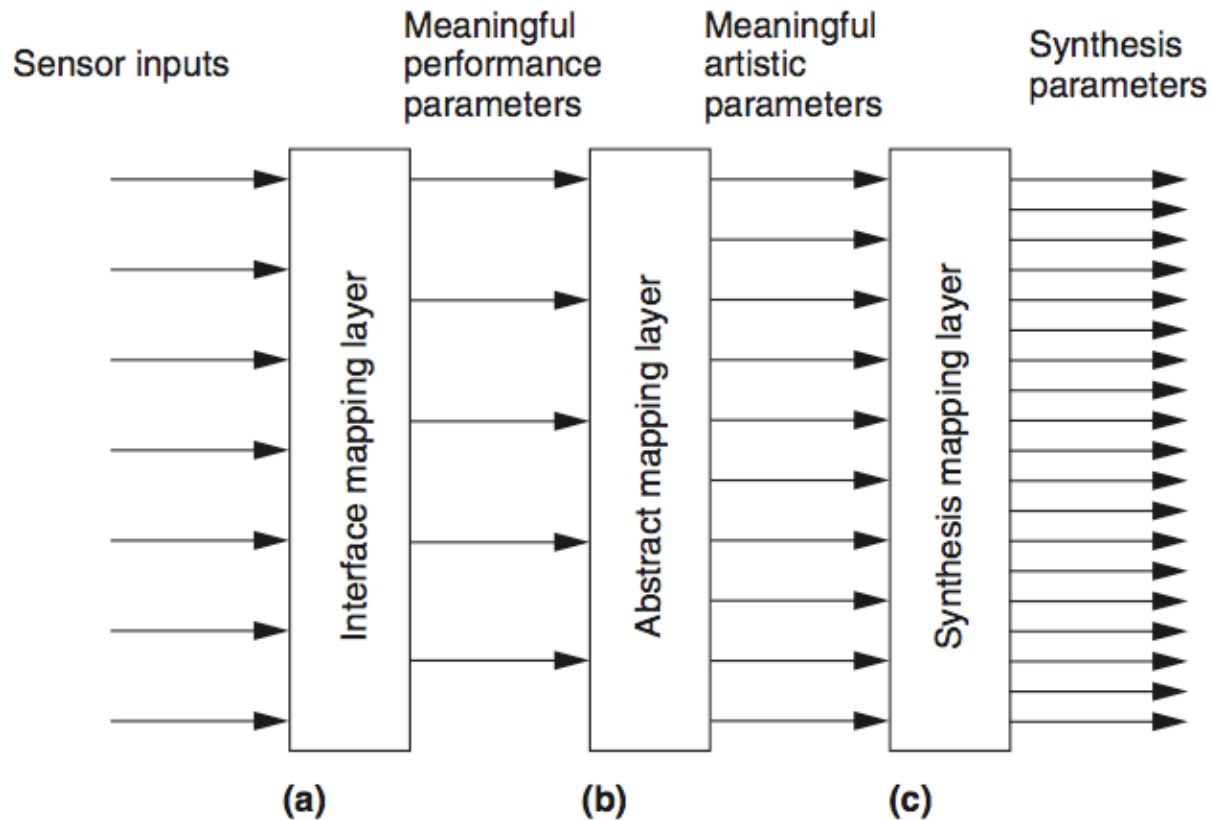 Sensor inputs
Meaningful
performance
parameters
Meaningful
artistic
parameters
Synthesis
parameters
Interface mapping layer
Abstract mapping layer
Synthesis mapping layer
(a)
(b)
(c)